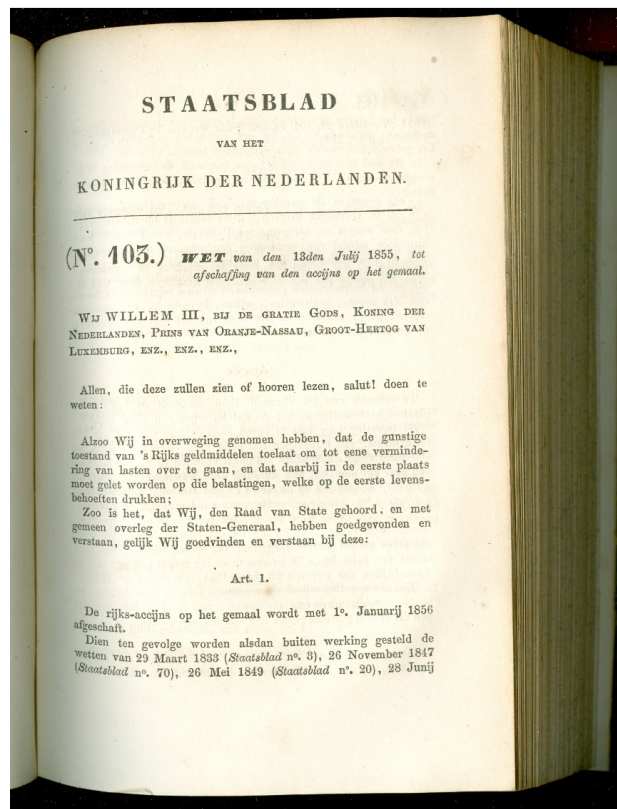 STAATSBLAD
VAN HET
KONINGRIJK DER NEDERLANDEN.
(N°. 103.) WET van den 13den Julij 1855, tot
afschaffing van den accijns op het gemaal.
Wij WILLEM III, bij de gratie Gods, Koning der
Nederlanden, Prins van Oranje-Nassau, Groot-Hertog van
Luxemburg, enz., enz., enz.,
Allen, die deze zullen zien of hooren lezen, salut! doen te
weten:
Alzoo Wij in overweging genomen hebben, dat de gunstige
toestand van 's Rijks geldmiddelen toelaat om tot eene verminde-
ring van lasten over te gaan, en dat daarbij in de eerste plaats
moet gelet worden op die belastingen, welke op de eerste levens-
behoeften drukken;
Zoo is het, dat Wij, den Raad van State gehoord, en met
gemeen overleg der Staten-Generaal, hebben goedgevonden en
verstaan, gelijk Wij goedvinden en verstaan bij deze:
Art. 1.
De rijks-accijns op het gemaal wordt met 1°. Januarij 1856
afgeschaft.
Dien ten gevolge worden alsdan buiten werking gesteld de
wetten van 29 Maart 1833 (Staatsblad n°. 3), 26 November 1847
(Staatsblad n°. 70), 26 Mei 1849 (Staatsblad n°. 20), 28 Junij